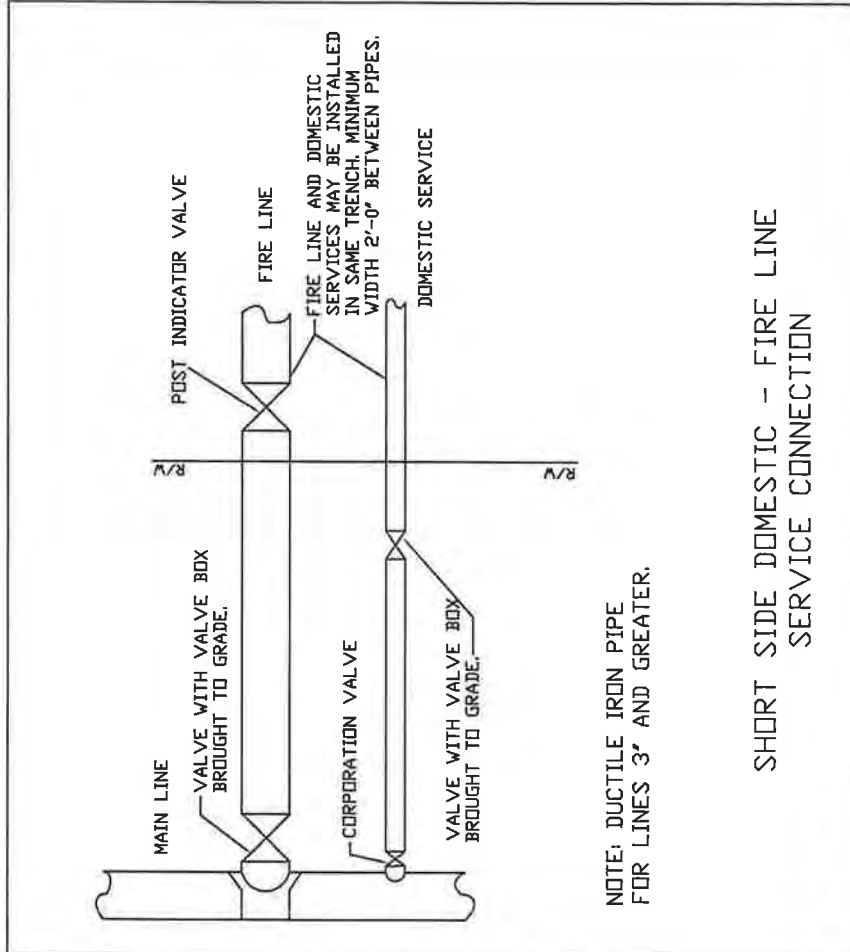 POST INDICATOR VALVE
FIRE LINE
FIRE LINE AND DOMESTIC
SERVICES MAY BE INSTALLED
IN SAME TRENCH. MINIMUM
WIDTH 2'-0" BETWEEN PIPES.
DOMESTIC SERVICE
R/W
R/W
MAIN LINE
VALVE WITH VALVE BOX
BROUGHT TO GRADE.
CORPORATION VALVE
VALVE WITH VALVE BOX
BROUGHT TO GRADE.
NOTE: DUCTILE IRON PIPE
FOR LINES 3" AND GREATER.
SHORT SIDE DOMESTIC - FIRE LINE
SERVICE CONNECTION